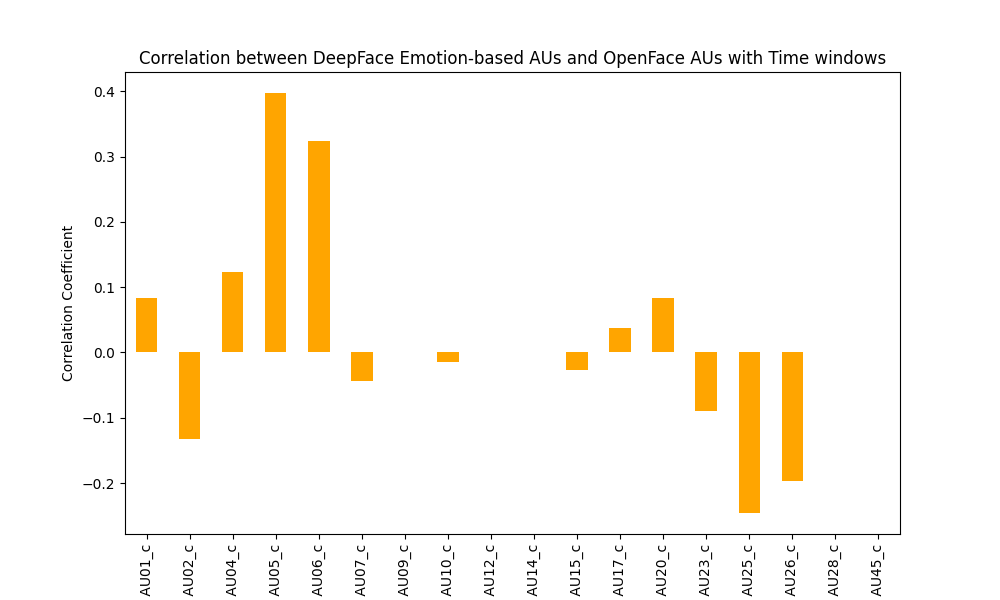 Correlation between DeepFace Emotion-based AUs and OpenFace AUs with Time windows
Correlation Coefficient
0.4
0.3
0.2
0.1
0.0
−0.1
−0.2
AU01_c
AU02_c
AU04_c
AU05_c
AU06_c
AU07_c
AU09_c
AU10_c
AU12_c
AU14_c
AU15_c
AU17_c
AU20_c
AU23_c
AU25_c
AU26_c
AU28_c
AU45_c